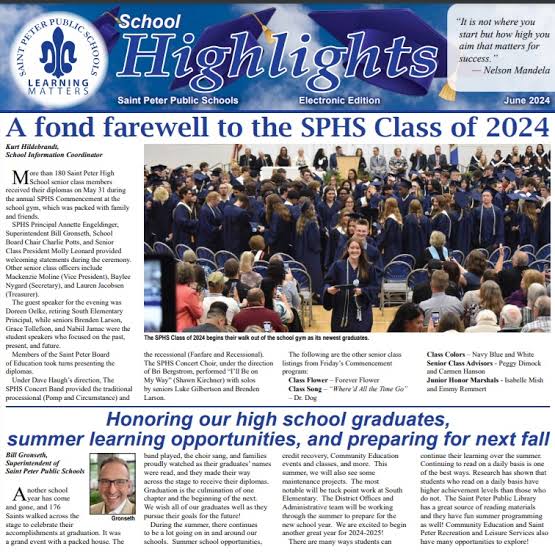 SAINT PETER PUBLIC SCHOOLS
LEARNING
MATTERS
School
Highlights
Saint Peter Public Schools
Electronic Edition
June 2024
“It is not where you
start but how high you
aim that matters for
success.”
— Nelson Mandela
A fond farewell to the SPHS Class of 2024
Kurt Hildebrandt,
School Information Coordinator
More than 180 Saint Peter High
School senior class members
received their diplomas on May 31 during
the annual SPHS Commencement at the
school gym, which was packed with family
and friends.
SPHS Principal Annette Engeldinger,
Superintendent Bill Gronseth, School
Board Chair Charlie Potts, and Senior
Class President Molly Leonard provided
welcoming statements during the ceremony.
Other senior class officers include
Mackenzie Moline (Vice President), Baylee
Nygard (Secretary), and Lauren Jacobsen
(Treasurer).
The guest speaker for the evening was
Doreen Oelke, retiring South Elementary
Principal, while seniors Brenden Larson,
Grace Tollefson, and Nabil Jamac were the
student speakers who focused on the past,
present, and future.
Members of the Saint Peter Board
of Education took turns presenting the
diplomas.
Under Dave Haugh’s direction, The
SPHS Concert Band provided the traditional
processional (Pomp and Circumstance) and
The SPHS Class of 2024 begins their walk out of the school gym as its newest graduates.
the recessional (Fanfare and Recessional).
The SPHS Concert Choir, under the direction
of Bri Bergstrom, performed “I’ll Be on
My Way” (Shawn Kirchner) with solos
by seniors Luke Gilbertson and Brenden
Larson.
The following are the other senior class
listings from Friday’s Commencement
program:
Class Flower – Forever Flower
Class Song – “Where’d All the Time Go”
– Dr. Dog
Class Colors – Navy Blue and White
Senior Class Advisors - Peggy Dimock
and Carmen Hanson
Junior Honor Marshals - Isabelle Mish
and Emmy Remmert
Honoring our high school graduates,
summer learning opportunities, and preparing for next fall
Bill Gronseth,
Superintendent of
Saint Peter Public Schools
Another school
year has come
and gone, and 176
Saints walked across the
stage to celebrate their
accomplishments at graduation. It was
a grand event with a packed house. The
Gronseth
band played, the choir sang, and families
proudly watched as their graduates’ names
were read, and they made their way
across the stage to receive their diplomas.
Graduation is the culmination of one
chapter and the beginning of the next.
We wish all of our graduates well as they
pursue their goals for the future!
During the summer, there continues
to be a lot going on in and around our
schools. Summer school opportunities,
credit recovery, Community Education
events and classes, and more. This
summer, we will also see some
maintenance projects. The most
notable will be tuck point work at South
Elementary. The District Offices and
Administrative team will be working
through the summer to prepare for the
new school year. We are excited to begin
another great year for 2024-2025!
There are many ways students can
continue their learning over the summer.
Continuing to read on a daily basis is one
of the best ways. Research has shown that
students who read on a daily basis have
higher achievement levels than those who
do not. The Saint Peter Public Library
has a great source of reading materials
and they have fun summer programming
as well! Community Education and Saint
Peter Recreation and Leisure Services also
have many opportunities to explore!